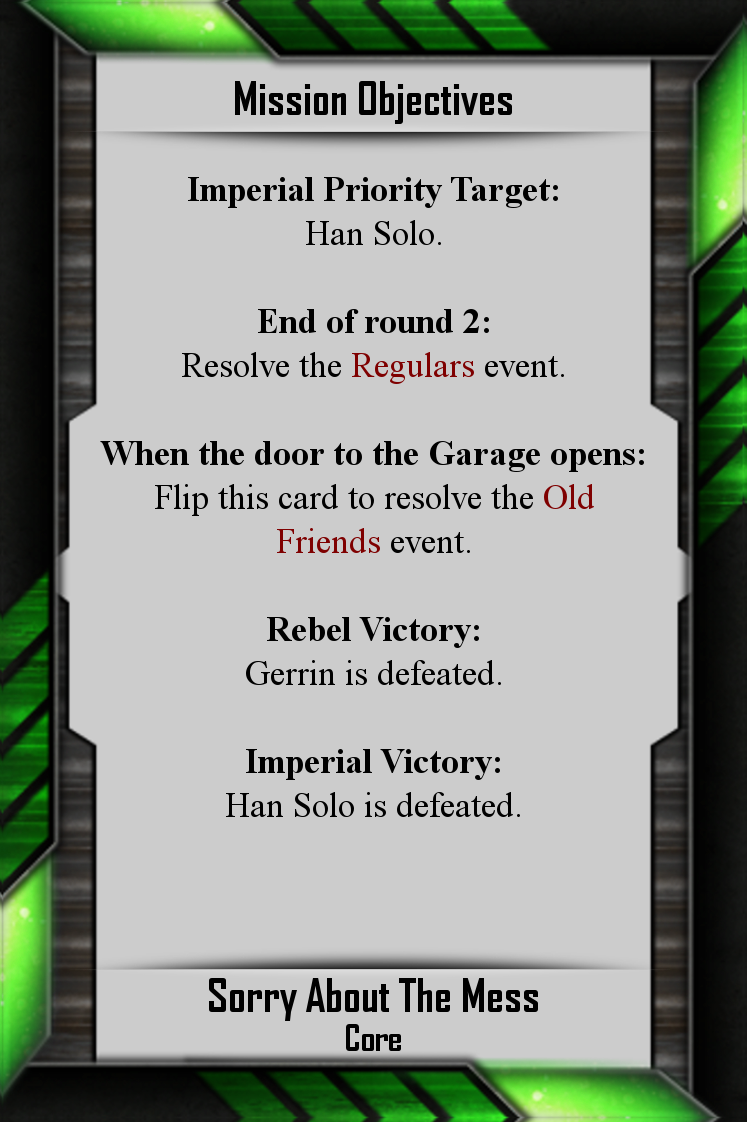 Mission Objectives
Imperial Priority Target:
Han Solo.
End of round 2:
Resolve the Regulars event.
When the door to the Garage opens:
Flip this card to resolve the Old
Friends event.
Rebel Victory:
Gerrin is defeated.
Imperial Victory:
Han Solo is defeated.
Sorry About The Mess
Core